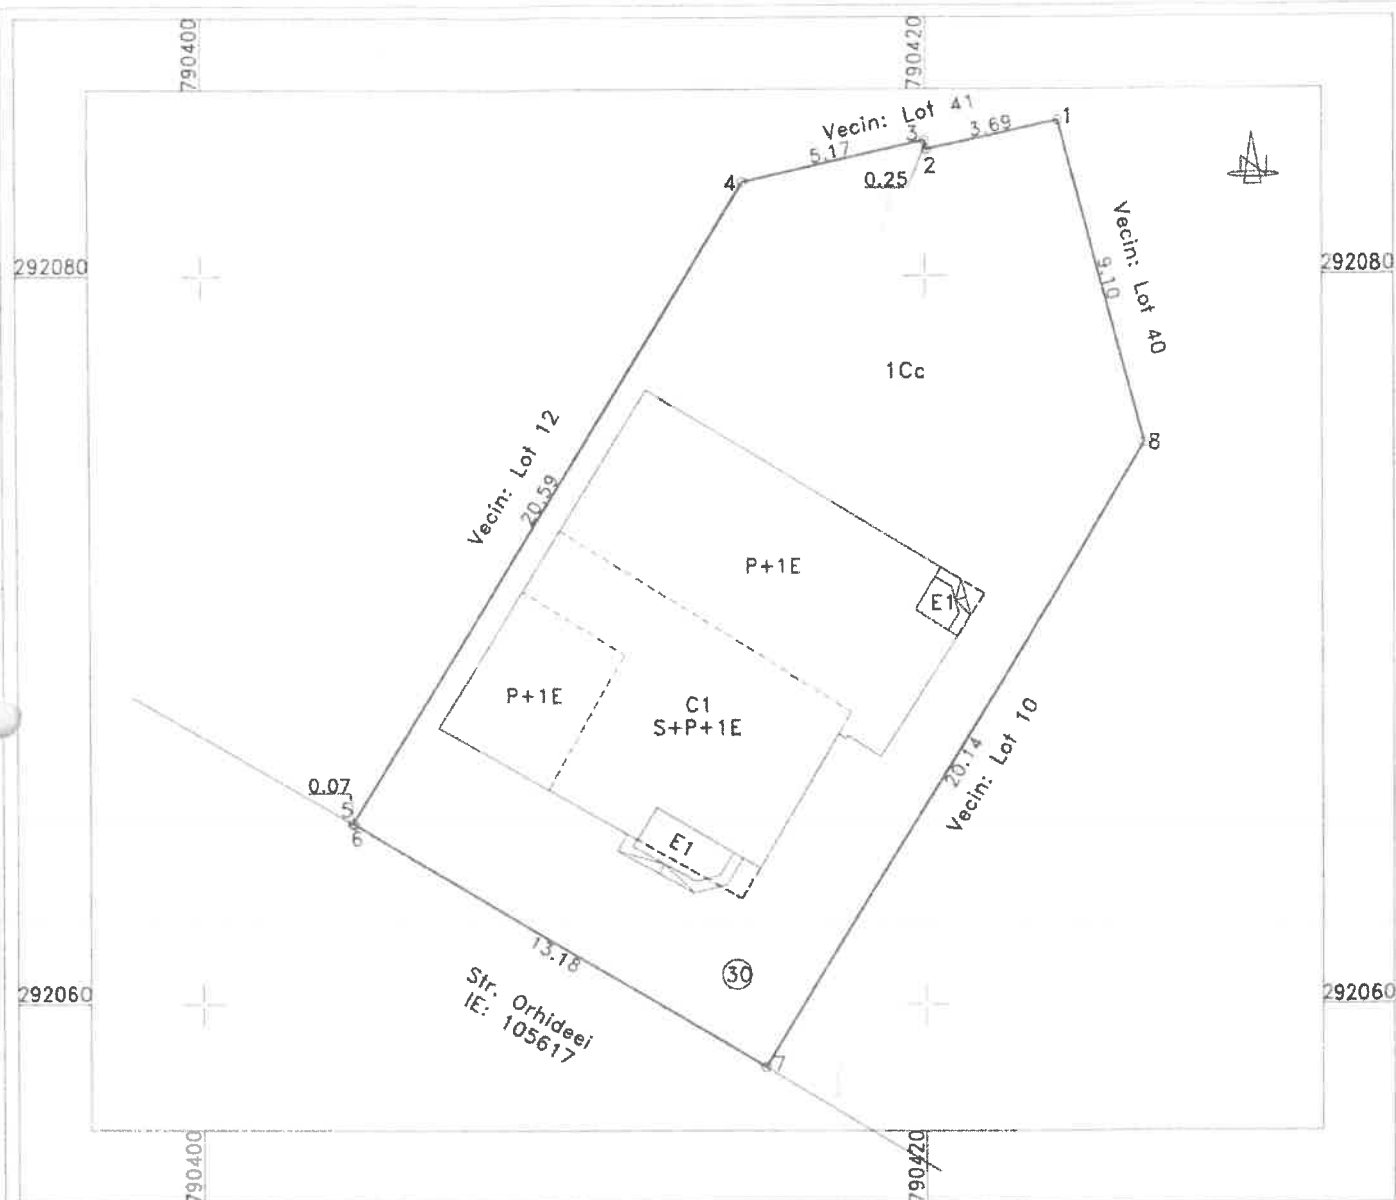 790400
790420
Vecin: Lot 41
3
3.69
1
5.17
2
4
0.25
292080
292080
Vecin: Lot 40
9.10
1Cc
8
Vecin: Lot 12
20.59
P+1E
E1
P+1E
C1
S+P+1E
20.14
Vecin: Lot 10
0.07
5
6
E1
13.18
30
292060
292060
Str. Orhideei
IE: 105617
7
790400
790420